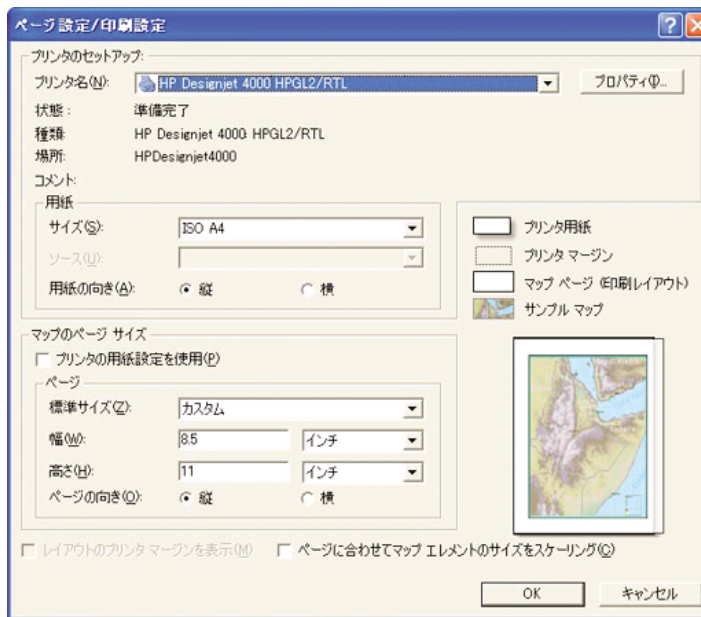 ページ設定/印刷設定
プリンタのセットアップ:
プリンタ名(N): HP Designjet 4000 HPGL2/RTL プロパティ(I)...
状態: 準備完了
種類: HP Designjet 4000 HPGL2/RTL
場所: HPDesignjet4000
コメント:
用紙
サイズ(S): ISO A4
ソース(U):
用紙の向き(A): 縦 横
プリンタ用紙
プリンタ マージン
マップ ページ (印刷レイアウト)
サンプル マップ
マップのページ サイズ
プリンタの用紙設定を使用(P)
ページ
標準サイズ(Z): カスタム
幅(W): 8.5 インチ
高さ(H): 11 インチ
ページの向き(O): 縦 横
レイアウトのプリンタ マージンを表示(M) ページに合わせてマップ エレメントのサイズをスケーリング(C)
OK キャンセル